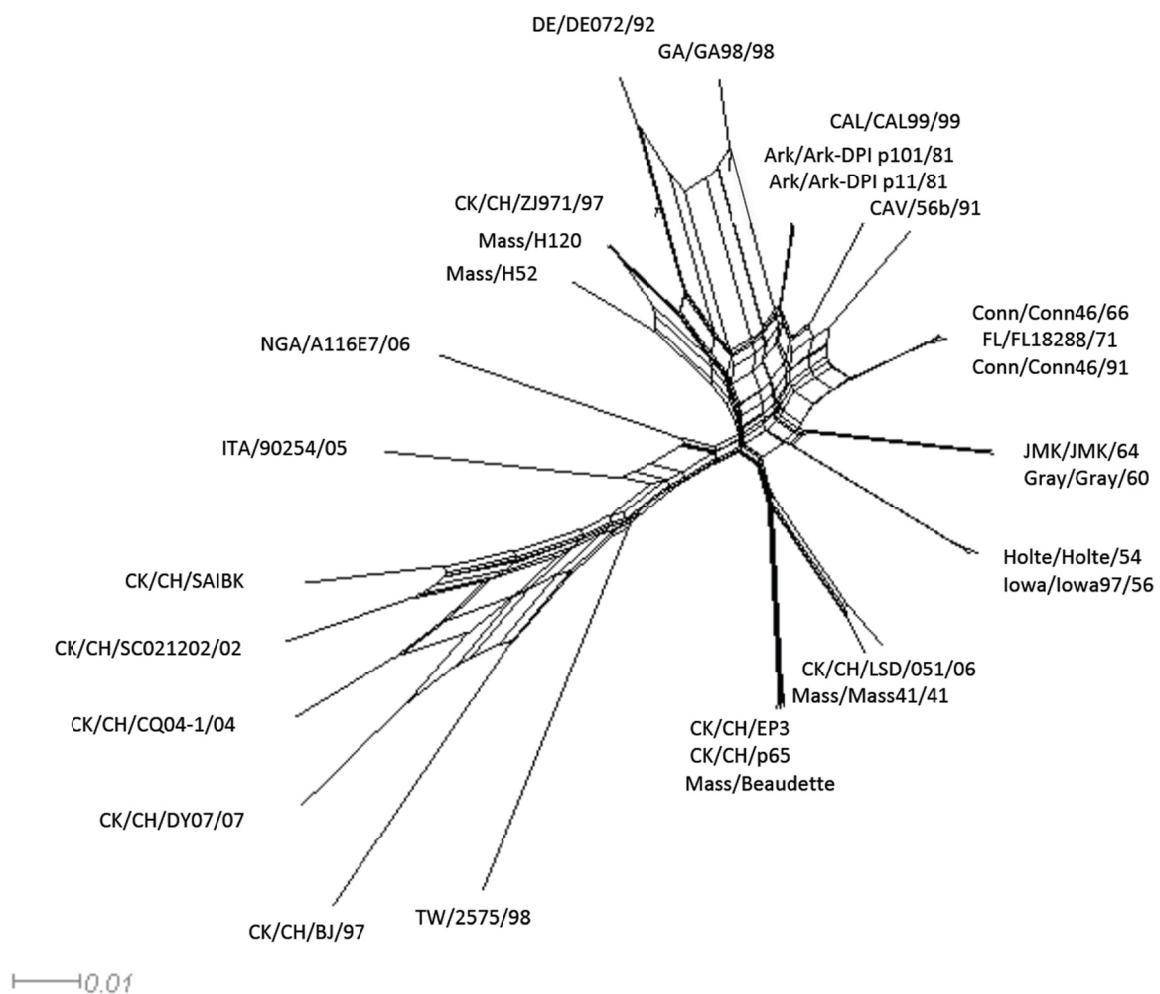 DE/DE072/92
GA/GA98/98
CAL/CAL99/99
Ark/Ark-DPI p101/81
Ark/Ark-DPI p11/81
CAV/56b/91
CK/CH/ZJ971/97
Mass/H120
Mass/H52
Conn/Conn46/66
FL/FL18288/71
Conn/Conn46/91
NGA/A116E7/06
ITA/90254/05
JMK/JMK/64
Gray/Gray/60
Holte/Holte/54
Iowa/Iowa97/56
CK/CH/SAIBK
CK/CH/SC021202/02
CK/CH/LSD/051/06
Mass/Mass41/41
CK/CH/CQ04-1/04
CK/CH/EP3
CK/CH/p65
Mass/Beaudette
CK/CH/DY07/07
CK/CH/BJ/97
TW/2575/98
0.01